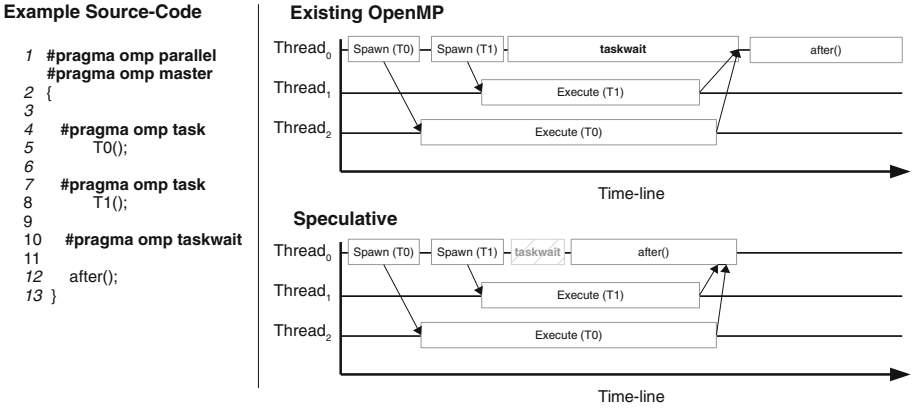 Example Source-Code
1 #pragma omp parallel
#pragma omp master
2 {
3
4 #pragma omp task
5 T0();
6
7 #pragma omp task
8 T1();
9
10 #pragma omp taskwait
11
12 after();
13 }
Existing OpenMP
Thread0 Spawn (T0) Spawn (T1) taskwait after()
Thread1 Execute (T1)
Thread2 Execute (T0)
Time-line
Speculative
Thread0 Spawn (T0) Spawn (T1) taskwait after()
Thread1 Execute (T1)
Thread2 Execute (T0)
Time-line